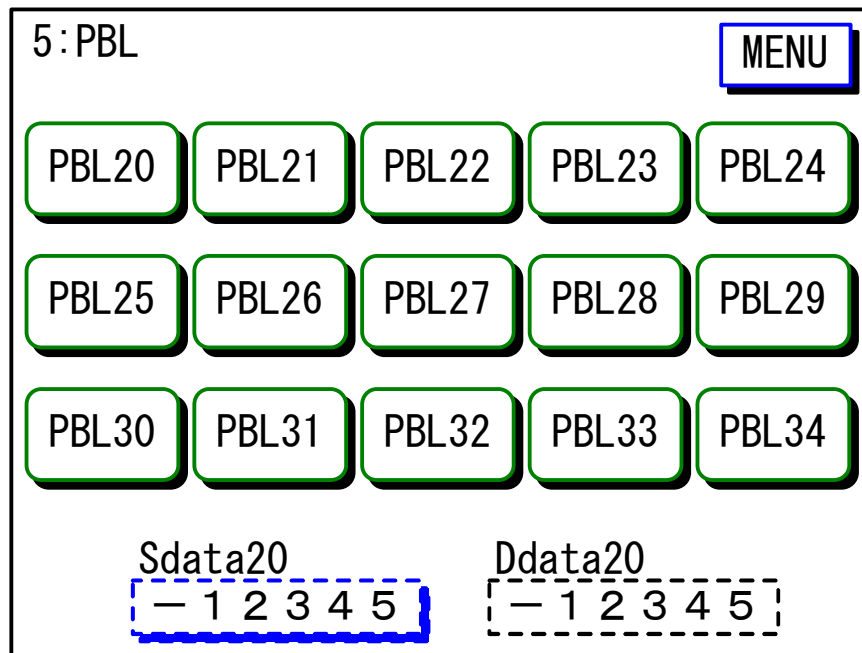 5:PBL
MENU
PBL20 PBL21 PBL22 PBL23 PBL24
PBL25 PBL26 PBL27 PBL28 PBL29
PBL30 PBL31 PBL32 PBL33 PBL34
Sdata20 Ddata20
－１２３４５ －１２３４５